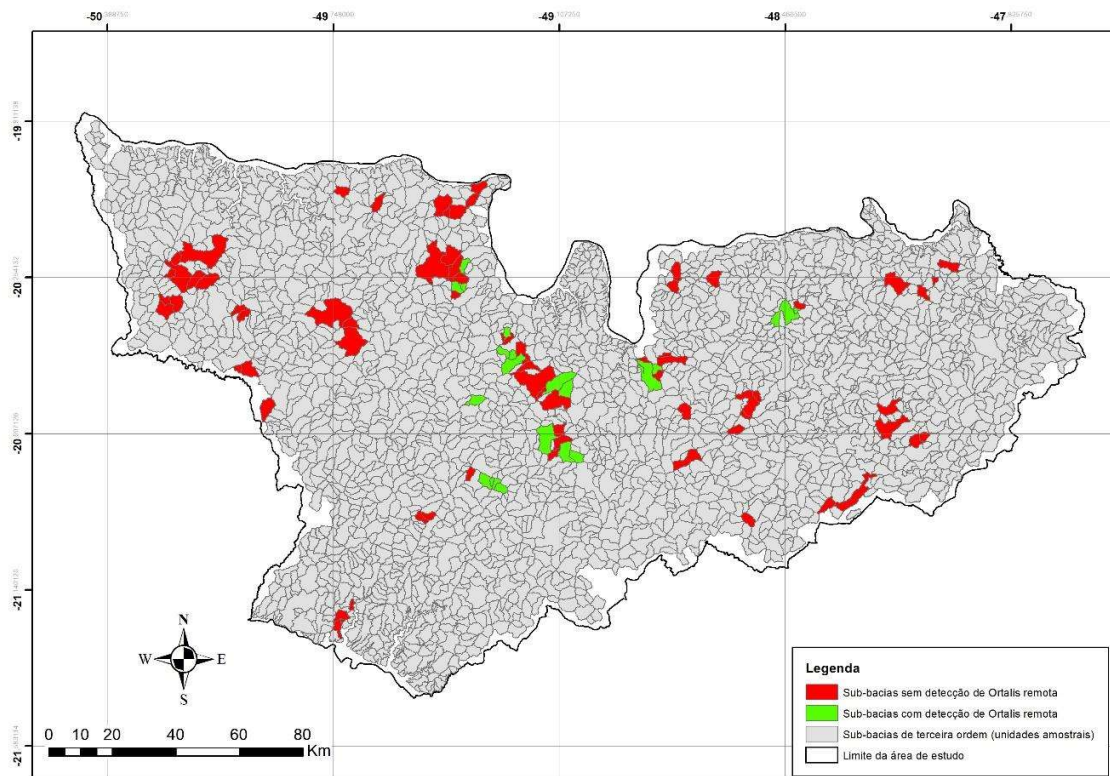 -50
-49
-49
-48
-47
-19
-20
-20
-21
-21
N
W E
S
0 10 20 40 60 80
Km
Legenda
Sub-bacias sem detecção de Ortalis remota
Sub-bacias com detecção de Ortalis remota
Sub-bacias de terceira ordem (unidades amostrais)
Limite da área de estudo